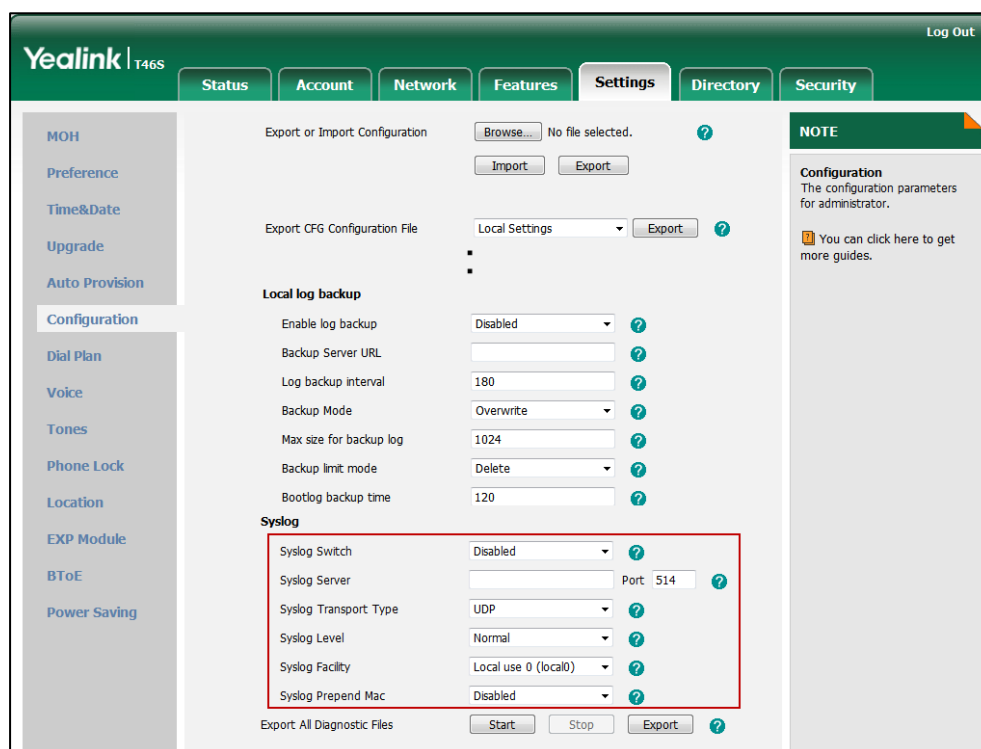 Log Out
Yealink T46S
Status Account Network Features Settings Directory Security
MOH
Preference
Time&Date
Upgrade
Auto Provision
Configuration
Dial Plan
Voice
Tones
Phone Lock
Location
EXP Module
BToE
Power Saving
Export or Import Configuration Browse... No file selected. ?
Import Export
Export CFG Configuration File Local Settings Export ?
Local log backup
Enable log backup Disabled ?
Backup Server URL ?
Log backup interval 180 ?
Backup Mode Overwrite ?
Max size for backup log 1024 ?
Backup limit mode Delete ?
Bootlog backup time 120 ?
Syslog
Syslog Switch Disabled ?
Syslog Server Port 514 ?
Syslog Transport Type UDP ?
Syslog Level Normal ?
Syslog Facility Local use 0 (local0) ?
Syslog Prepend Mac Disabled ?
Export All Diagnostic Files Start Stop Export ?
NOTE
Configuration
The configuration parameters
for administrator.
? You can click here to get
more guides.